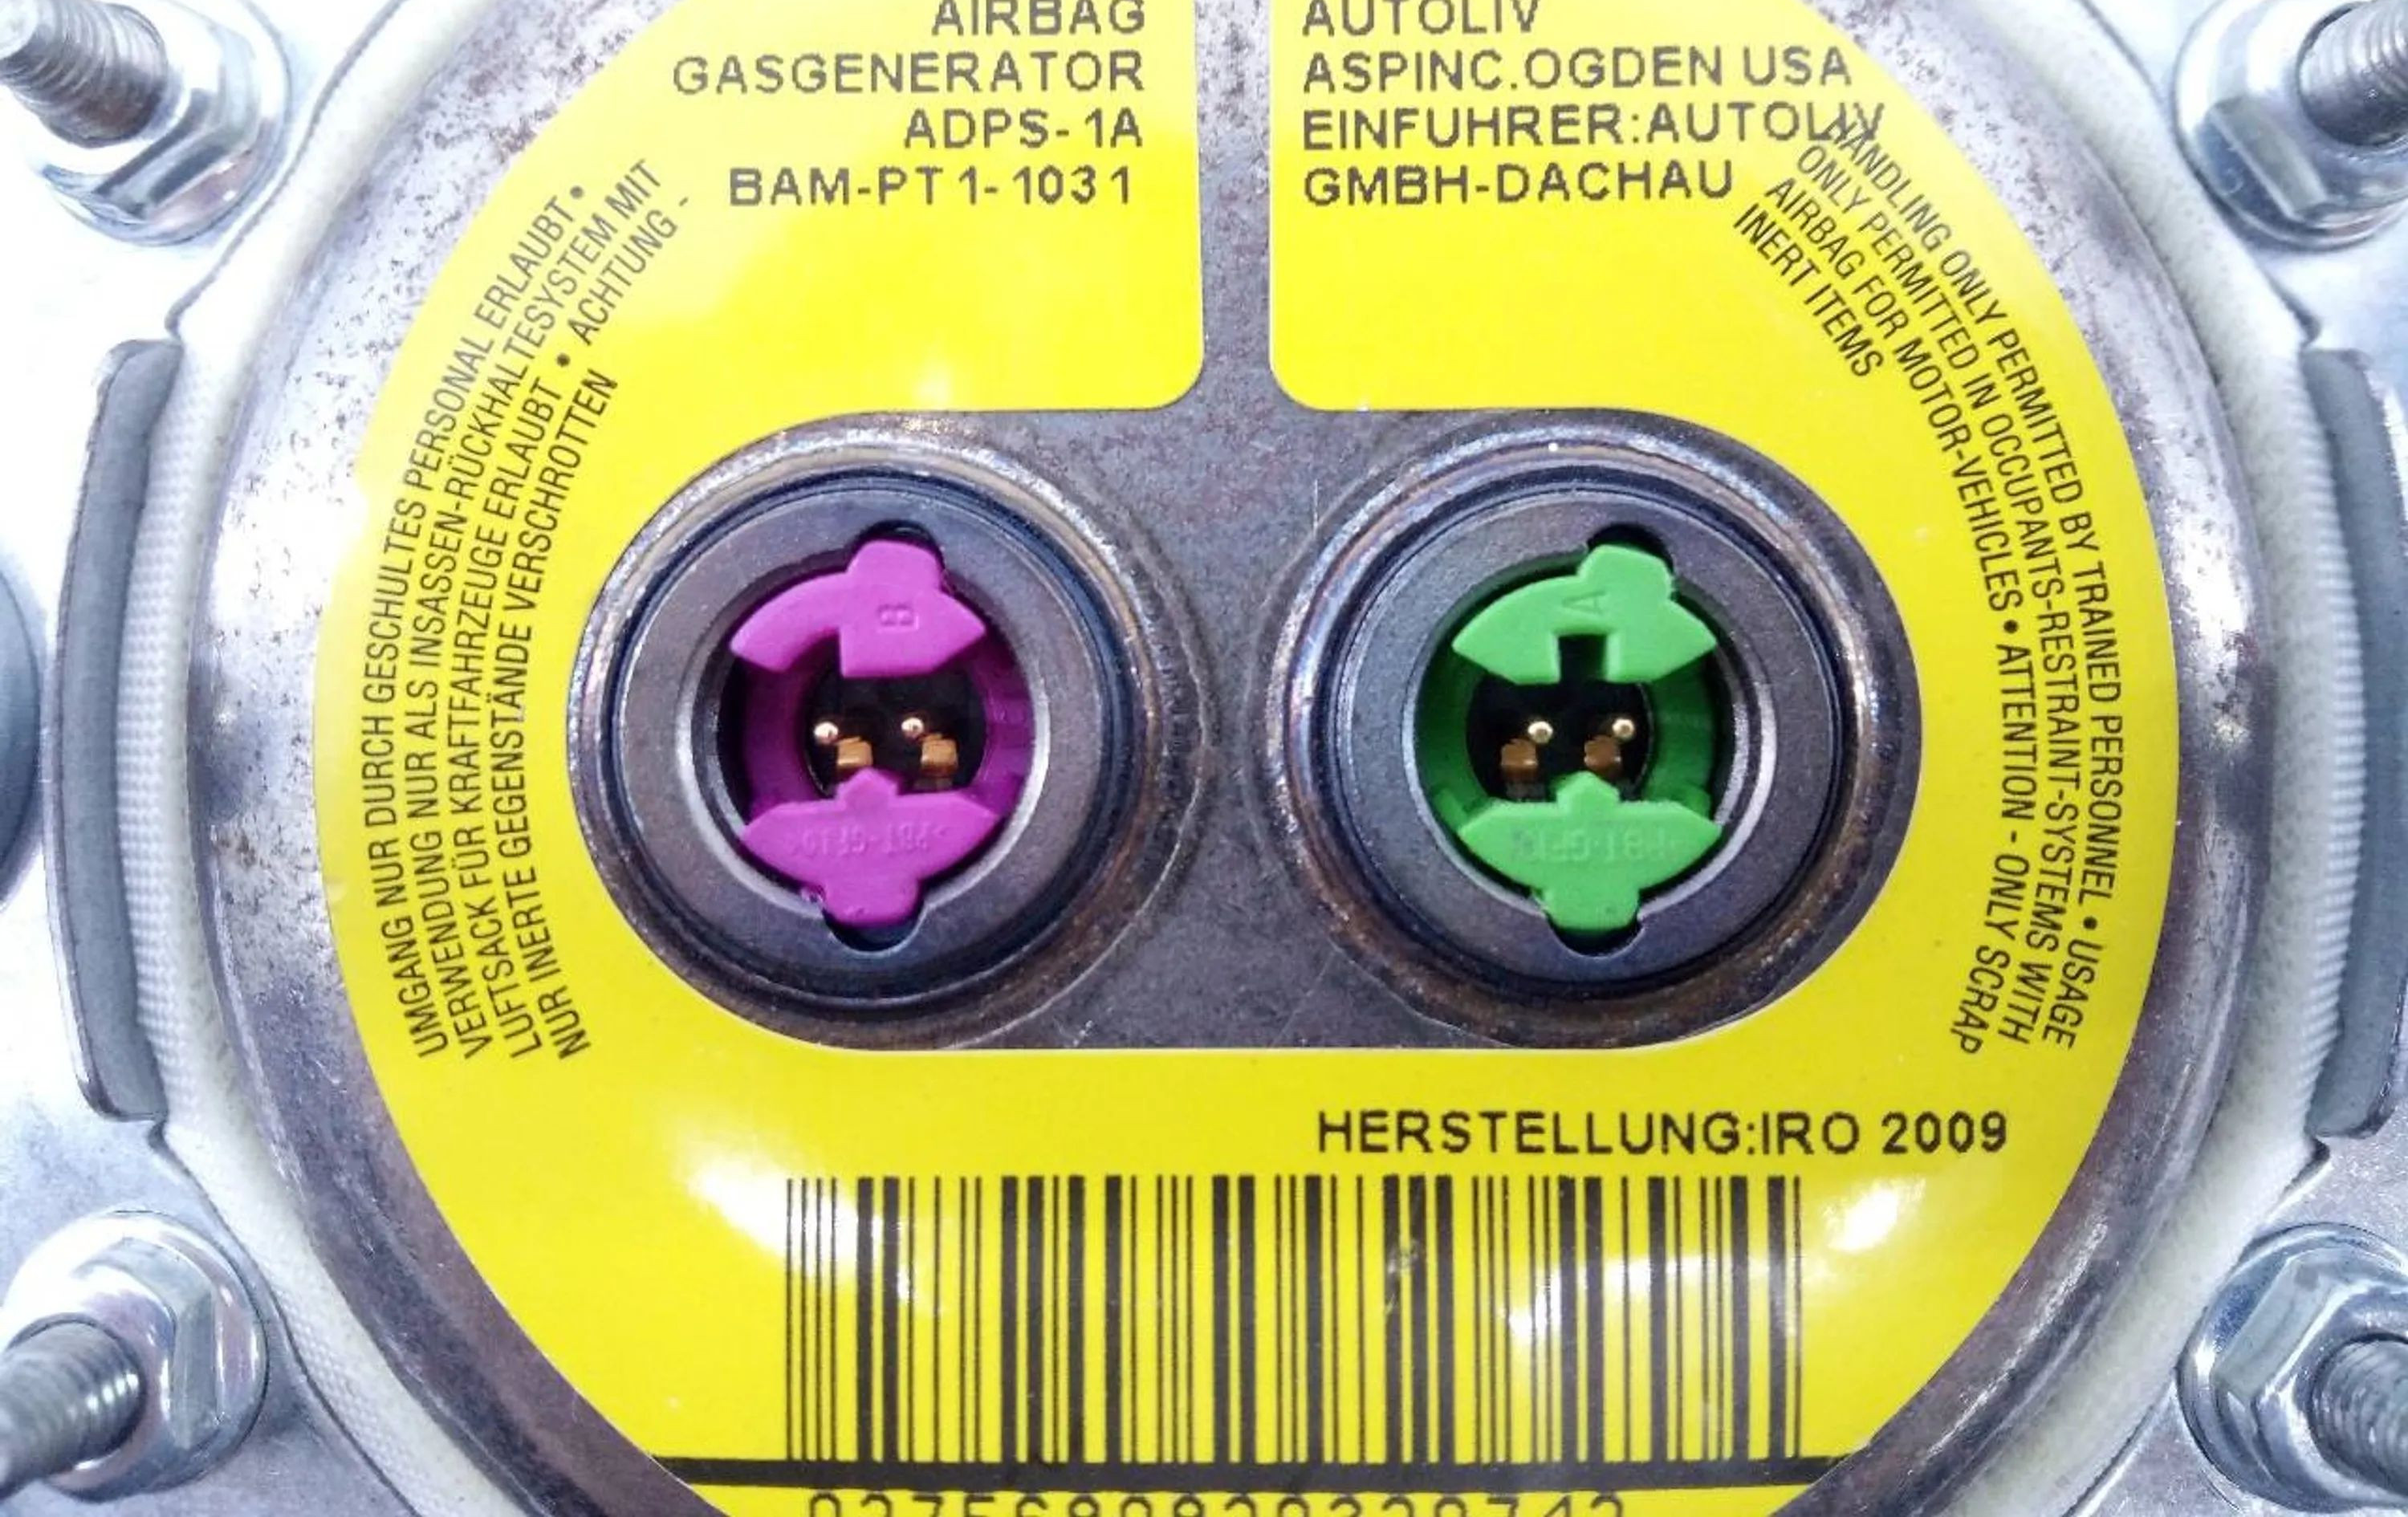 AIRBAG
GASGENERATOR
ADPS-1A
BAM-PT1-1031
AUTOLIV
ASPINC.OGDEN USA
EINFUHRER:AUTOLIV
GMBH-DACHAU
UMGANG NUR DURCH GESCHULTES PERSONAL ERLAUBT •
VERWENDUNG NUR ALS INSASSEN-RÜCKHALTESYSTEM MIT
LUFTSACK FÜR KRAFTFAHRZEUGE ERLAUBT • ACHTUNG -
NUR INERTE GEGENSTÄNDE VERSCHROTTEN
HANDLING ONLY PERMITTED BY TRAINED PERSONNEL • USAGE
ONLY PERMITTED IN OCCUPANTS-RESTRAINT-SYSTEMS WITH
AIRBAG FOR MOTOR-VEHICLES • ATTENTION - ONLY SCRAP
INERT ITEMS
B
A
HERSTELLUNG:IRO 2009